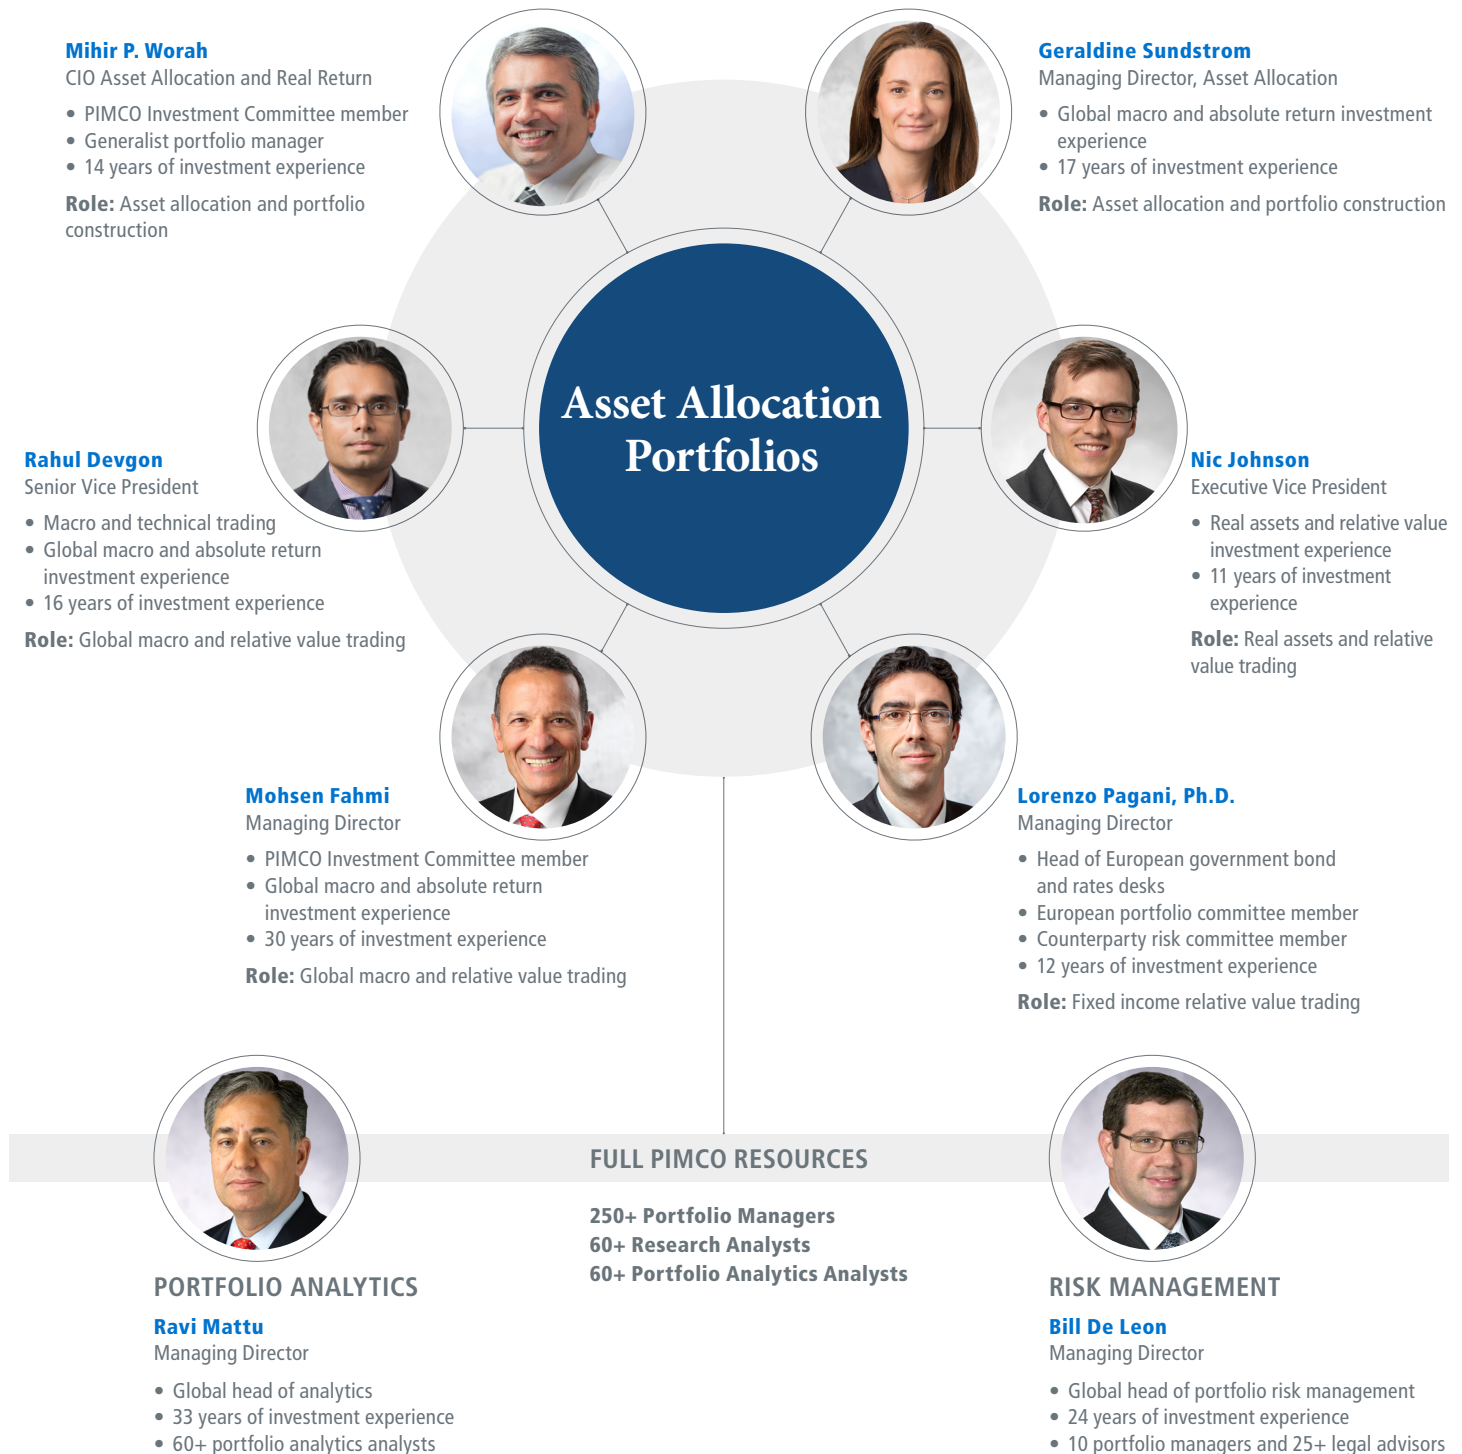 Mihir P. Worah
CIO Asset Allocation and Real Return
• PIMCO Investment Committee member
• Generalist portfolio manager
• 14 years of investment experience
Role: Asset allocation and portfolio
construction
Geraldine Sundstrom
Managing Director, Asset Allocation
• Global macro and absolute return investment
experience
• 17 years of investment experience
Role: Asset allocation and portfolio construction
Asset Allocation
Portfolios
Rahul Devgon
Senior Vice President
• Macro and technical trading
• Global macro and absolute return
investment experience
• 16 years of investment experience
Role: Global macro and relative value trading
Nic Johnson
Executive Vice President
• Real assets and relative value
investment experience
• 11 years of investment
experience
Role: Real assets and relative
value trading
Mohsen Fahmi
Managing Director
• PIMCO Investment Committee member
• Global macro and absolute return
investment experience
• 30 years of investment experience
Role: Global macro and relative value trading
Lorenzo Pagani, Ph.D.
Managing Director
• Head of European government bond
and rates desks
• European portfolio committee member
• Counterparty risk committee member
• 12 years of investment experience
Role: Fixed income relative value trading
FULL PIMCO RESOURCES
250+ Portfolio Managers
60+ Research Analysts
60+ Portfolio Analytics Analysts
PORTFOLIO ANALYTICS
Ravi Mattu
Managing Director
• Global head of analytics
• 33 years of investment experience
• 60+ portfolio analytics analysts
RISK MANAGEMENT
Bill De Leon
Managing Director
• Global head of portfolio risk management
• 24 years of investment experience
• 10 portfolio managers and 25+ legal advisors